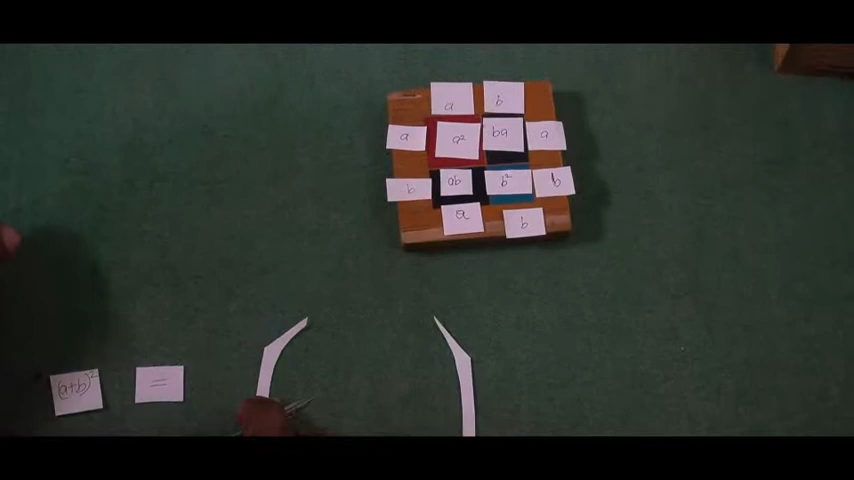 a b
a a² ba a
b ab b² b
a b
(a+b)² =